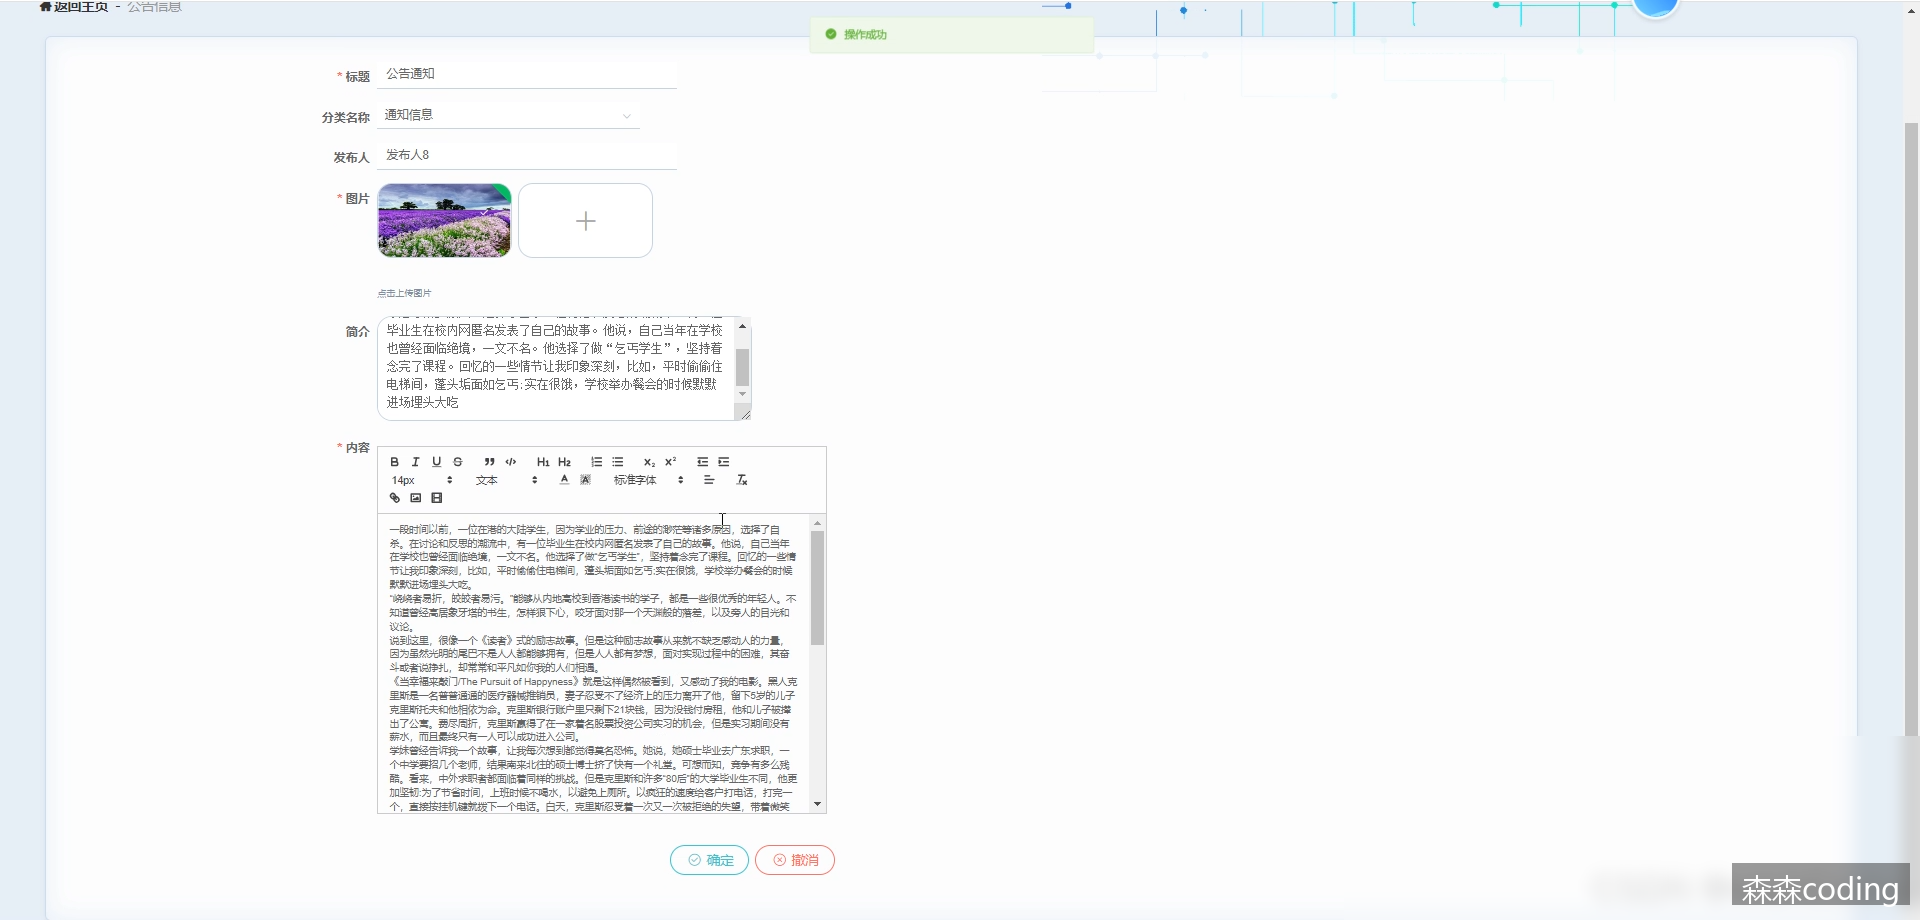 返回主页 - 公告信息
操作成功
* 标题 公告通知
分类名称 通知信息
发布人 发布人8
* 图片
点击上传图片
简介
毕业生在校内网匿名发表了自己的故事。他说，自己当年在学校
也曾经面临绝境，一文不名。他选择了做“乞丐学生”，坚持着
念完了课程。回忆的一些情节让我印象深刻，比如，平时偷偷住
电梯间，蓬头垢面如乞丐;实在很饿，学校举办餐会的时候默默
进场埋头大吃
* 内容
B I U S H1 H2 X₂ X²
14px 文本 A A 标准字体 Tx
一段时间以前，一位在港的大陆学生，因为学业的压力、前途的渺茫等诸多原因，选择了自
杀。在讨论和反思的潮流中，有一位毕业生在校内网匿名发表了自己的故事。他说，自己当年
在学校也曾经面临绝境，一文不名。他选择了做“乞丐学生”，坚持着念完了课程。回忆的一些情
节让我印象深刻，比如，平时偷偷住电梯间，蓬头垢面如乞丐;实在很饿，学校举办餐会的时候
默默进场埋头大吃。
“峣峣者易折，皎皎者易污。”能够从内地高校到香港读书的学子，都是一些很优秀的年轻人。不
知道曾经高居象牙塔的书生，怎样狠下心，咬牙面对那一个天渊般的落差，以及旁人的目光和
议论。
说到这里，很像一个《读者》式的励志故事。但是这种励志故事从来就不缺乏感动人的力量，
因为虽然光明的尾巴不是人人都能够拥有，但是人人都有梦想，面对实现过程中的困难，其奋
斗或者说挣扎，却常常和平凡如你我的人们相遇。
《当幸福来敲门/The Pursuit of Happyness》就是这样偶然被看到，又感动了我的电影。黑人克
里斯是一名普普通通的医疗器械推销员，妻子忍受不了经济上的压力离开了他，留下5岁的儿子
克里斯托夫和他相依为命。克里斯银行账户里只剩下21块钱，因为没钱付房租，他和儿子被撵
出了公寓。费尽周折，克里斯赢得了在一家著名股票投资公司实习的机会，但是实习期间没有
薪水，而且最终只有一人可以成功进入公司。
学妹曾经告诉我一个故事，让我每次想到都觉得莫名恐怖。她说，她硕士毕业去广东求职，一
个中学要招几个老师，结果南来北往的硕士博士挤了快有一个礼堂。可想而知，竞争有多么残
酷。看来，中外求职者都面临着同样的挑战。但是克里斯和许多“80后”的大学毕业生不同，他更
加坚韧:为了节省时间，上班时候不喝水，以避免上厕所。以疯狂的速度给客户打电话，打完一
个，直接按挂机键就拨下一个电话。白天，克里斯忍受着一次又一次被拒绝的失望，带着微笑
确定 撤消
森森coding